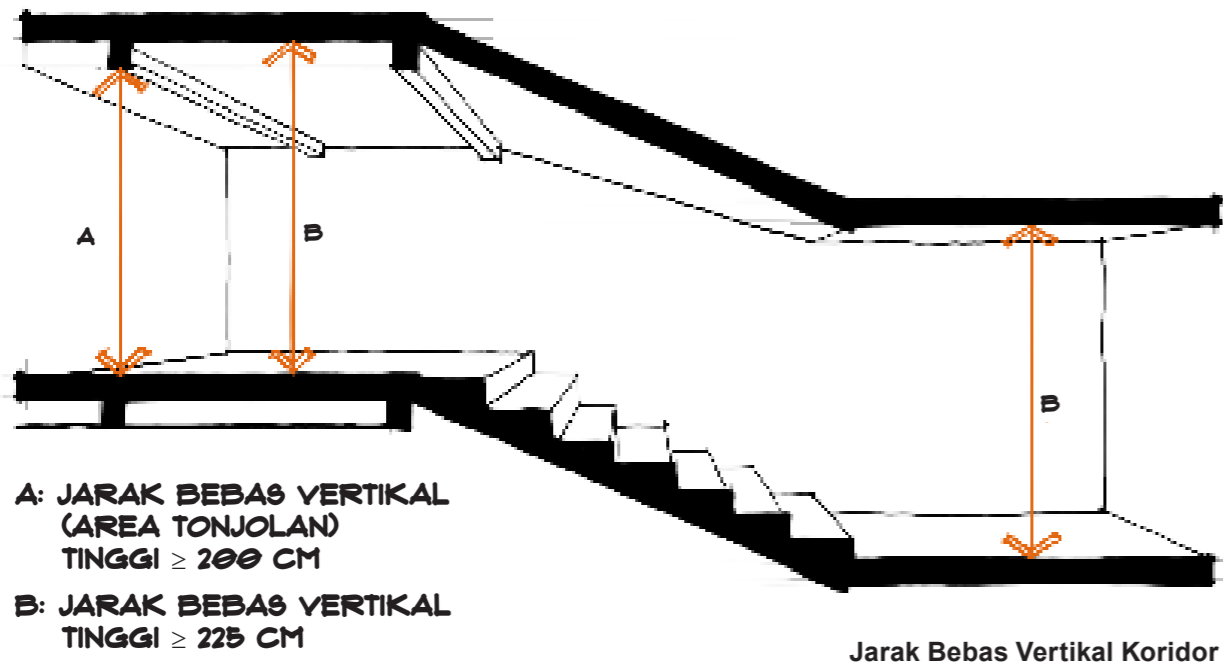 A
B
B
A: JARAK BEBAS VERTIKAL
(AREA TONJOLAN)
TINGGI ≥ 200 CM
B: JARAK BEBAS VERTIKAL
TINGGI ≥ 225 CM
Jarak Bebas Vertikal Koridor